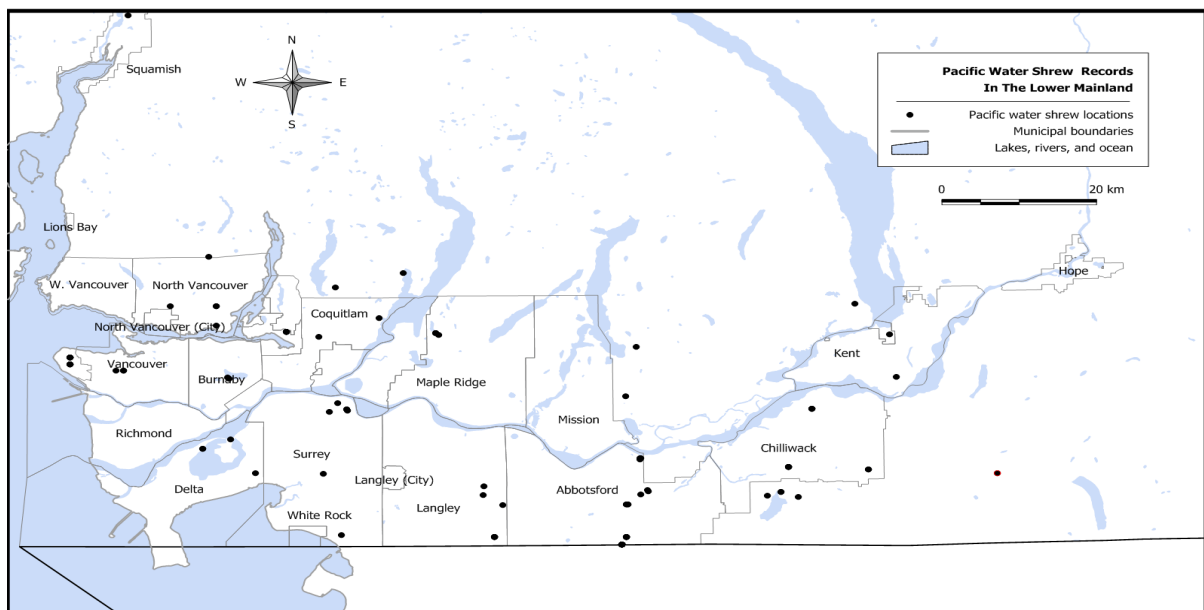 Squamish
N
W E
S
Pacific Water Shrew Records
In The Lower Mainland
Pacific water shrew locations
Municipal boundaries
Lakes, rivers, and ocean
0 20 km
Lions Bay
Hope
W. Vancouver
North Vancouver
North Vancouver (City)
Coquitlam
Vancouver
Burnaby
Maple Ridge
Kent
Mission
Richmond
Chilliwack
Surrey
Langley (City)
Delta
Abbotsford
Langley
White Rock